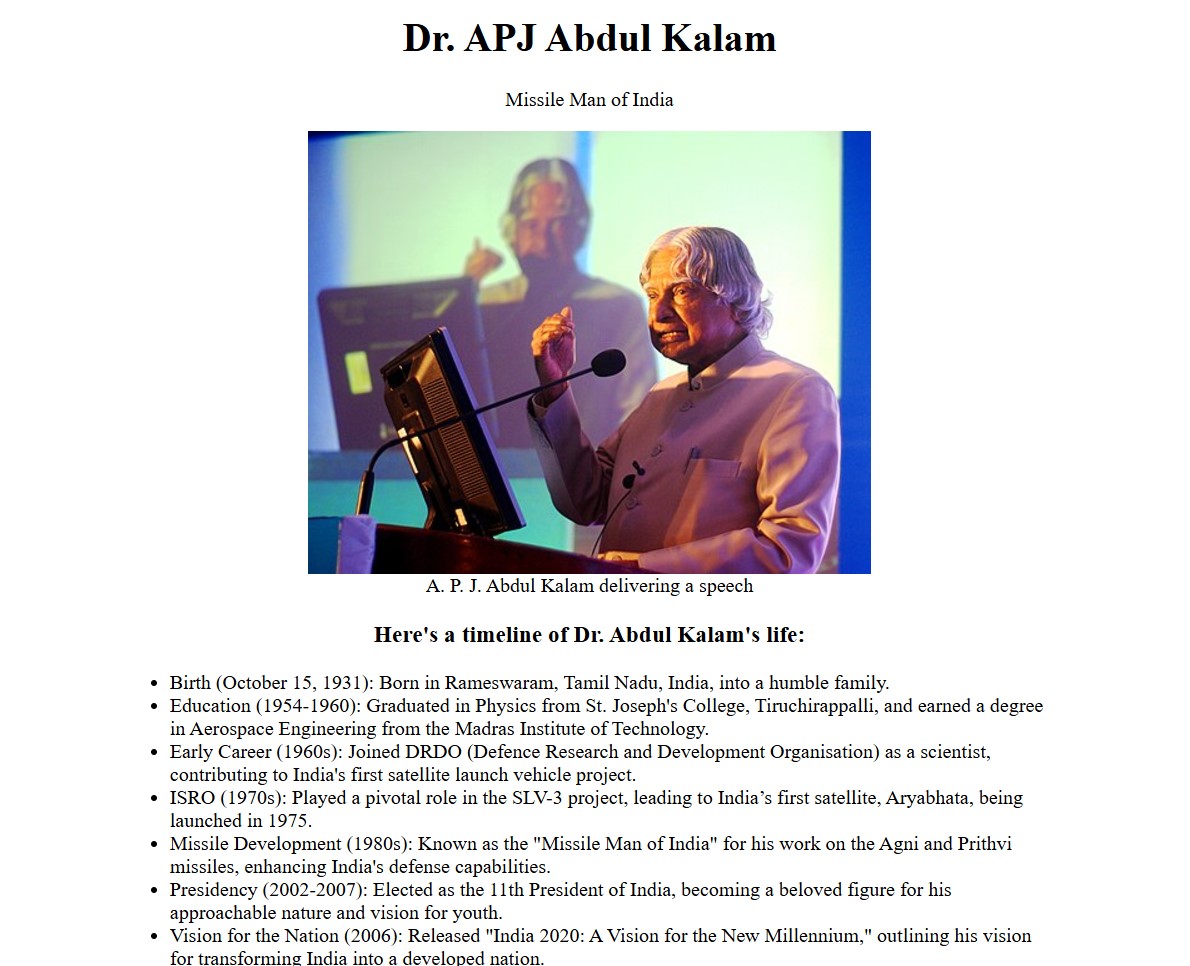 Dr. APJ Abdul Kalam
Missile Man of India
A. P. J. Abdul Kalam delivering a speech
Here's a timeline of Dr. Abdul Kalam's life:
• Birth (October 15, 1931): Born in Rameswaram, Tamil Nadu, India, into a humble family.
• Education (1954-1960): Graduated in Physics from St. Joseph's College, Tiruchirappalli, and earned a degree
in Aerospace Engineering from the Madras Institute of Technology.
• Early Career (1960s): Joined DRDO (Defence Research and Development Organisation) as a scientist,
contributing to India's first satellite launch vehicle project.
• ISRO (1970s): Played a pivotal role in the SLV-3 project, leading to India’s first satellite, Aryabhata, being
launched in 1975.
• Missile Development (1980s): Known as the "Missile Man of India" for his work on the Agni and Prithvi
missiles, enhancing India's defense capabilities.
• Presidency (2002-2007): Elected as the 11th President of India, becoming a beloved figure for his
approachable nature and vision for youth.
• Vision for the Nation (2006): Released "India 2020: A Vision for the New Millennium," outlining his vision
for transforming India into a developed nation.